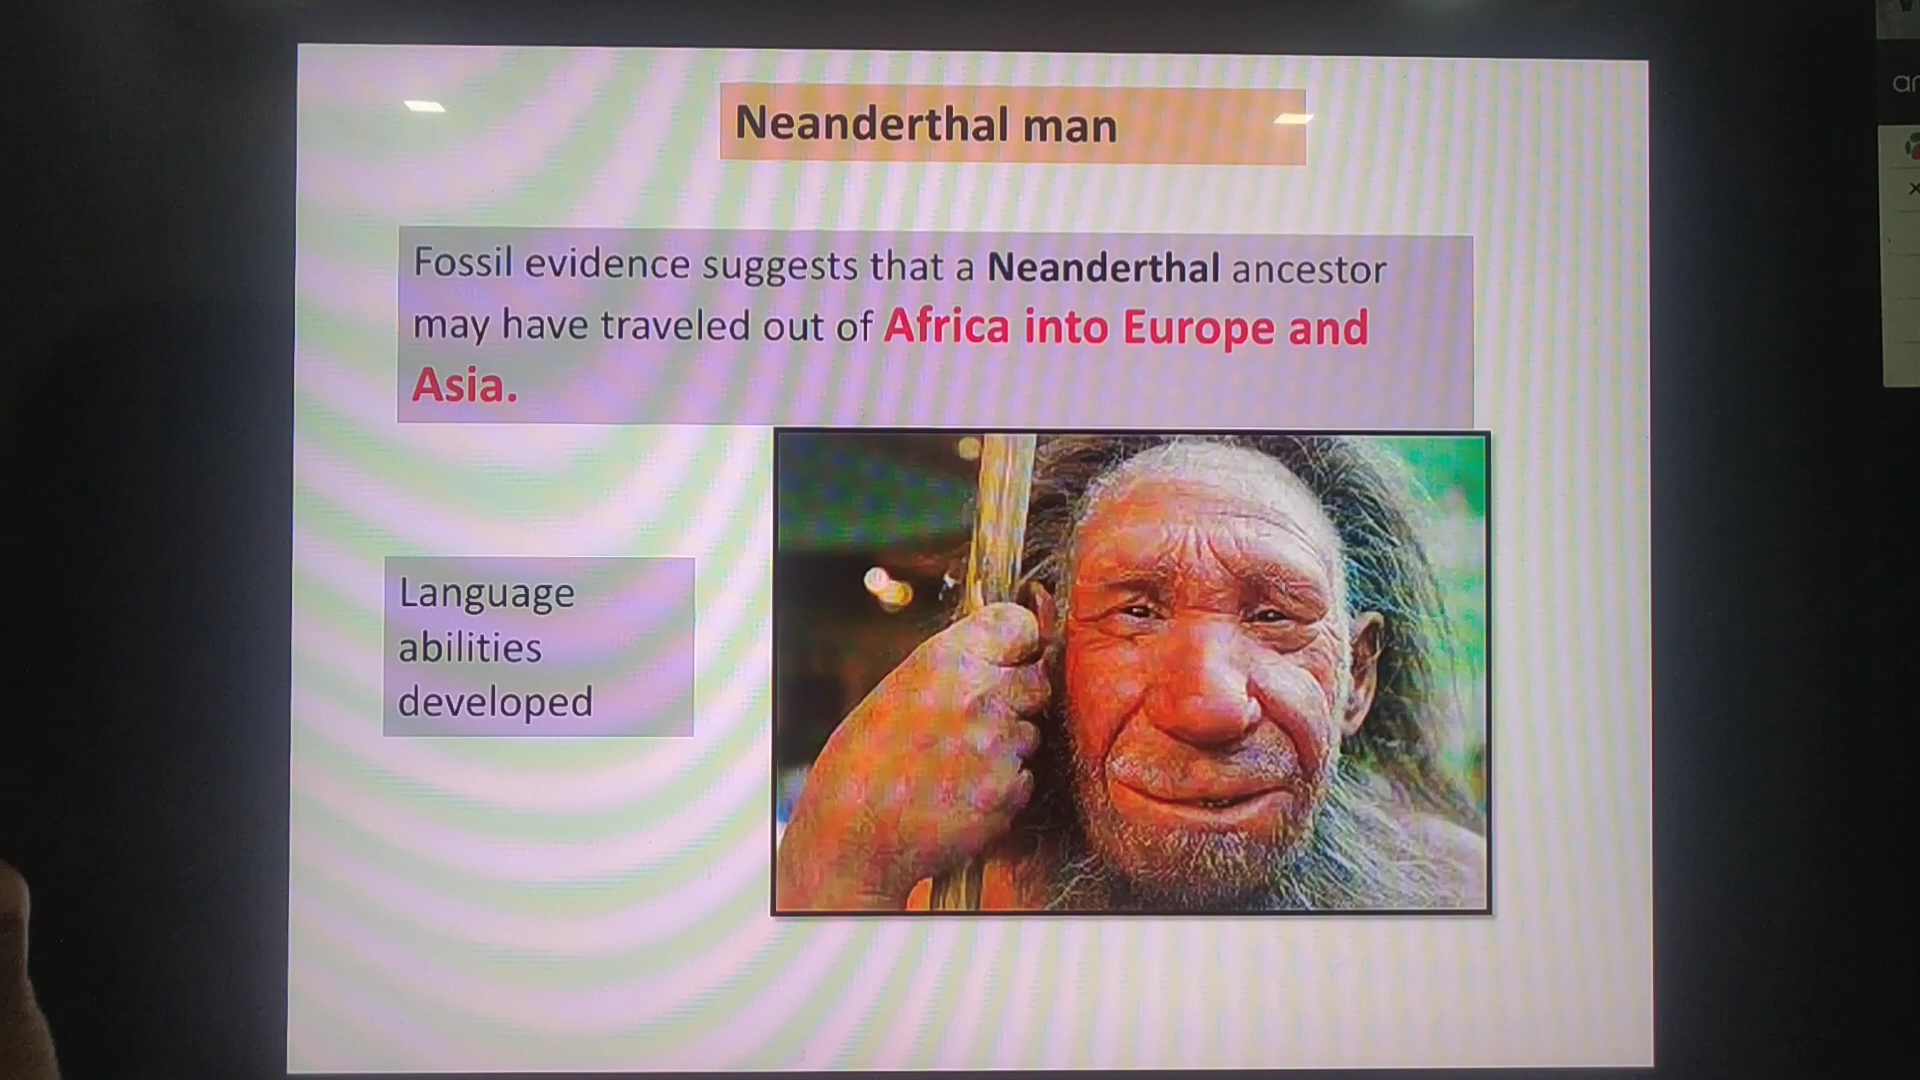 Neanderthal man
Fossil evidence suggests that a Neanderthal ancestor
may have traveled out of Africa into Europe and
Asia.
Language
abilities
developed